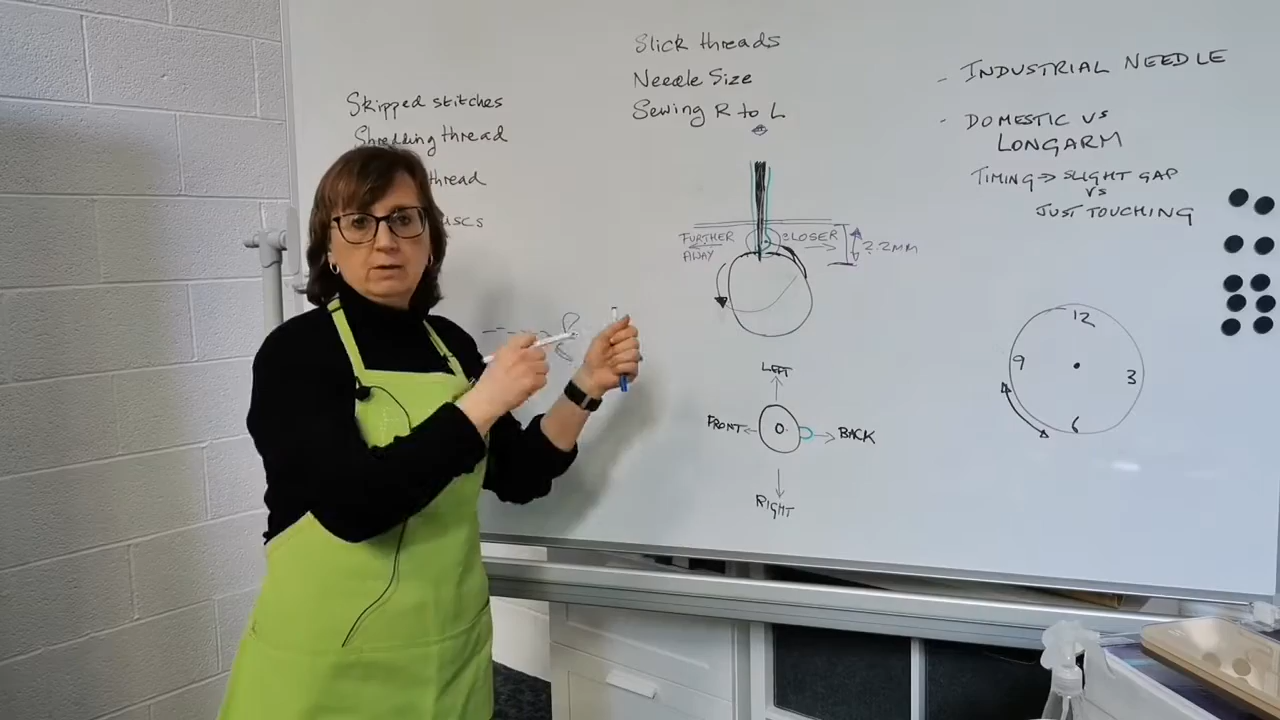 Skipped stitches
Shredding thread
thread
Slick threads
Needle Size
Sewing R to L
FURTHER
AWAY
CLOSER
2.2MM
LEFT
FRONT
BACK
RIGHT
- INDUSTRIAL NEEDLE
- DOMESTIC VS
LONGARM
TIMING → SLIGHT GAP
VS
JUST TOUCHING
12
9
3
6